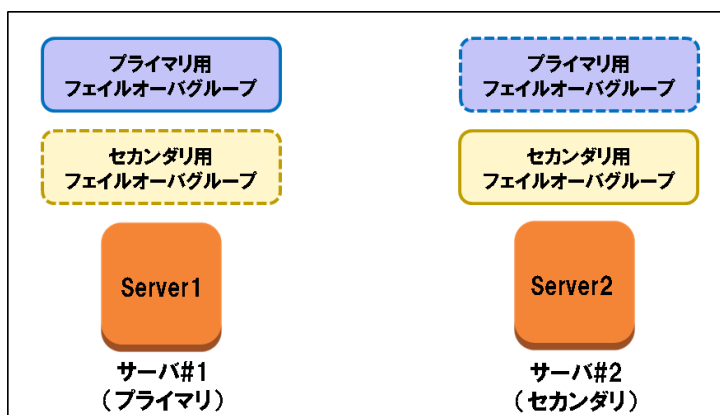 プライマリ用
フェイルオーバグループ
プライマリ用
フェイルオーバグループ
セカンダリ用
フェイルオーバグループ
セカンダリ用
フェイルオーバグループ
Server1
Server2
サーバ#1
（プライマリ）
サーバ#2
（セカンダリ）